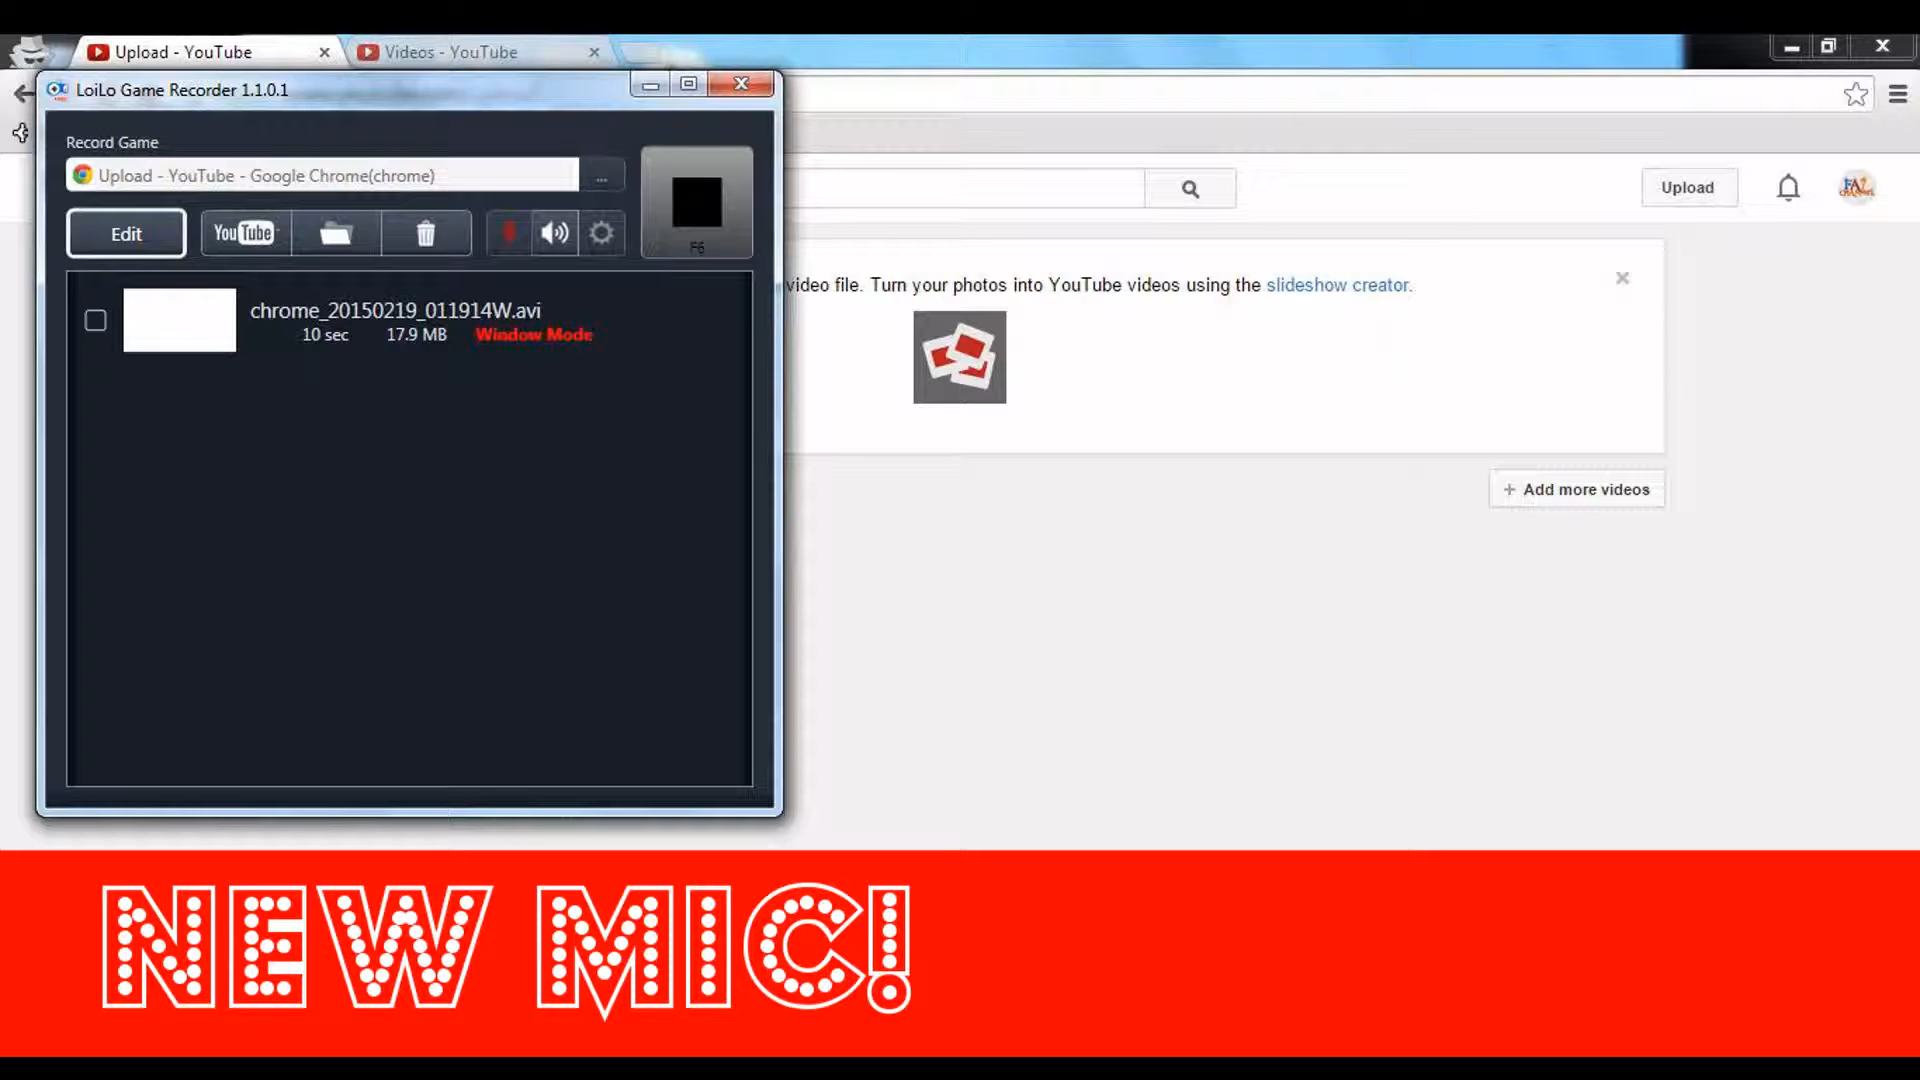 Upload - YouTube
Videos - YouTube
LoiLo Game Recorder 1.1.0.1
Record Game
Upload - YouTube - Google Chrome(chrome)
...
Edit
YouTube
F6
Upload
FAZ CHANNEL
chrome_20150219_011914W.avi
10 sec 17.9 MB Window Mode
video file. Turn your photos into YouTube videos using the slideshow creator.
+ Add more videos
NEW MIC!